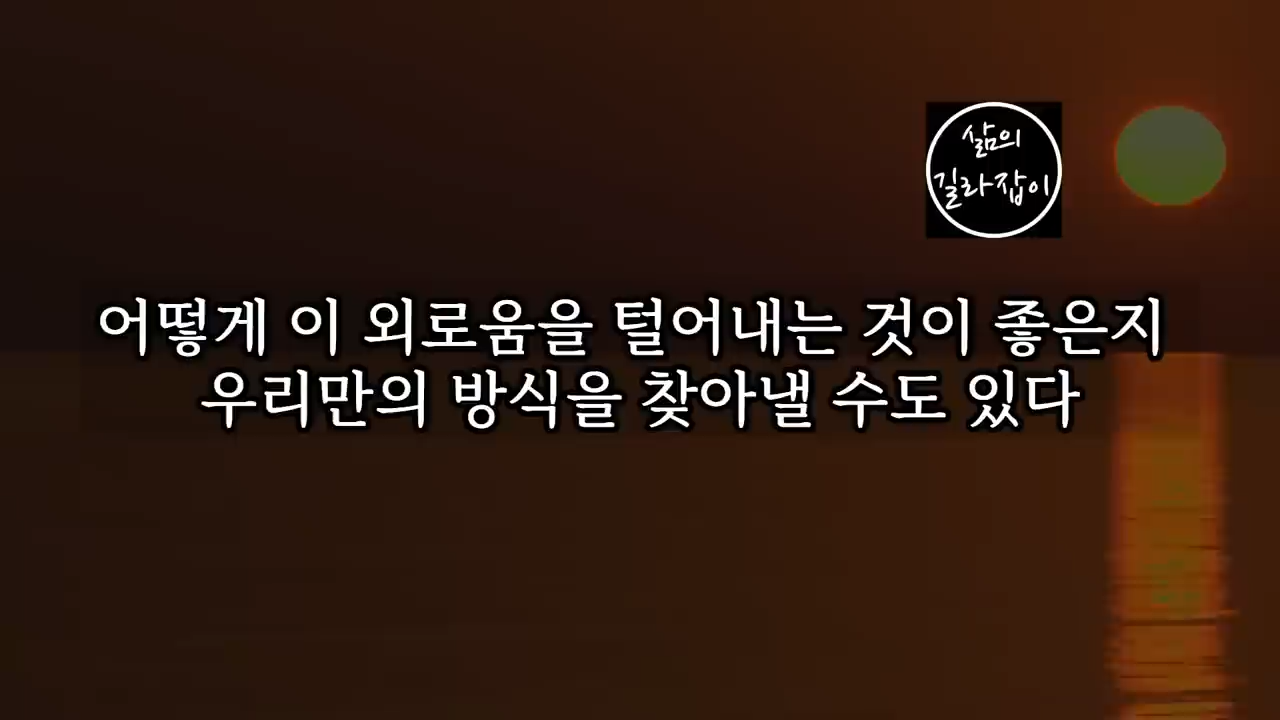 삶의
길라잡이
어떻게 이 외로움을 털어내는 것이 좋은지
우리만의 방식을 찾아낼 수도 있다